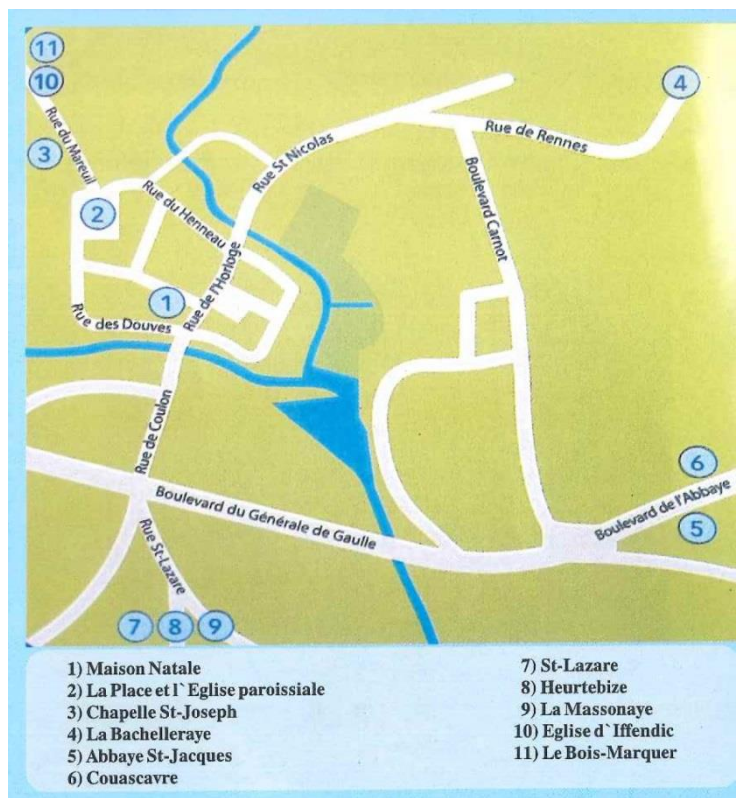 11
10
Rue du Mareuil
3
2
Rue du Henneau
Rue St Nicolas
Rue de Rennes
4
Boulevard Carnot
1
Rue de l'Horloge
Rue des Douves
Rue de Coulon
Boulevard du Générale de Gaulle
Rue St-Lazare
6
Boulevard de l'Abbaye
5
7
8
9
1) Maison Natale
2) La Place et l`Eglise paroissiale
3) Chapelle St-Joseph
4) La Bachelleraye
5) Abbaye St-Jacques
6) Couascavre
7) St-Lazare
8) Heurtebize
9) La Massonaye
10) Eglise d`Iffendic
11) Le Bois-Marquer